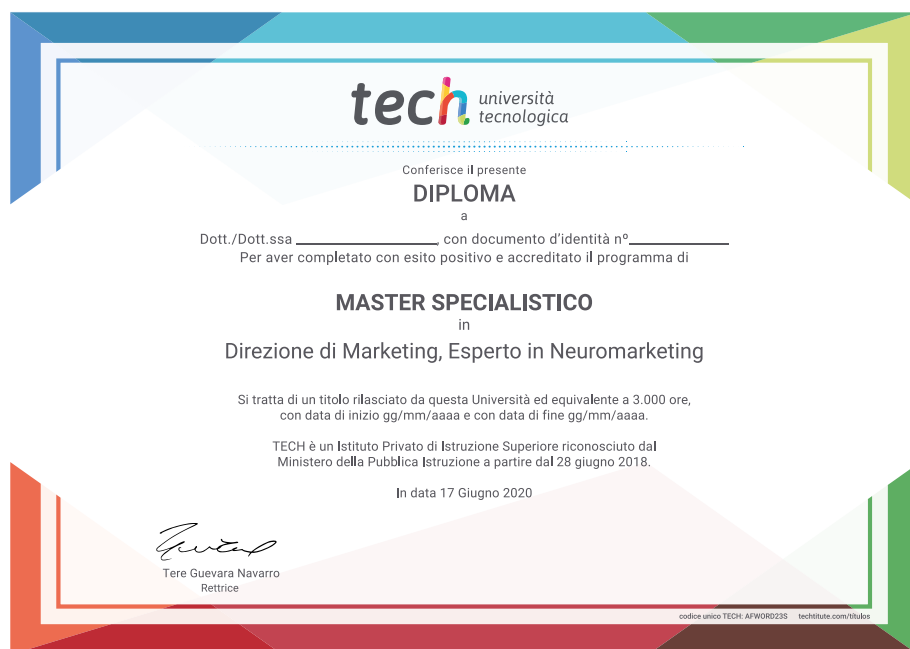 tech università
tecnologica
Conferisce il presente
DIPLOMA
a
Dott./Dott.ssa ________________, con documento d'identità nº___________
Per aver completato con esito positivo e accreditato il programma di
MASTER SPECIALISTICO
in
Direzione di Marketing, Esperto in Neuromarketing
Si tratta di un titolo rilasciato da questa Università ed equivalente a 3.000 ore,
con data di inizio gg/mm/aaaa e con data di fine gg/mm/aaaa.
TECH è un Istituto Privato di Istruzione Superiore riconosciuto dal
Ministero della Pubblica Istruzione a partire dal 28 giugno 2018.
In data 17 Giugno 2020
Tere Guevara Navarro
Rettrice
codice unico TECH: AFWORD23S techtitute.com/titulos